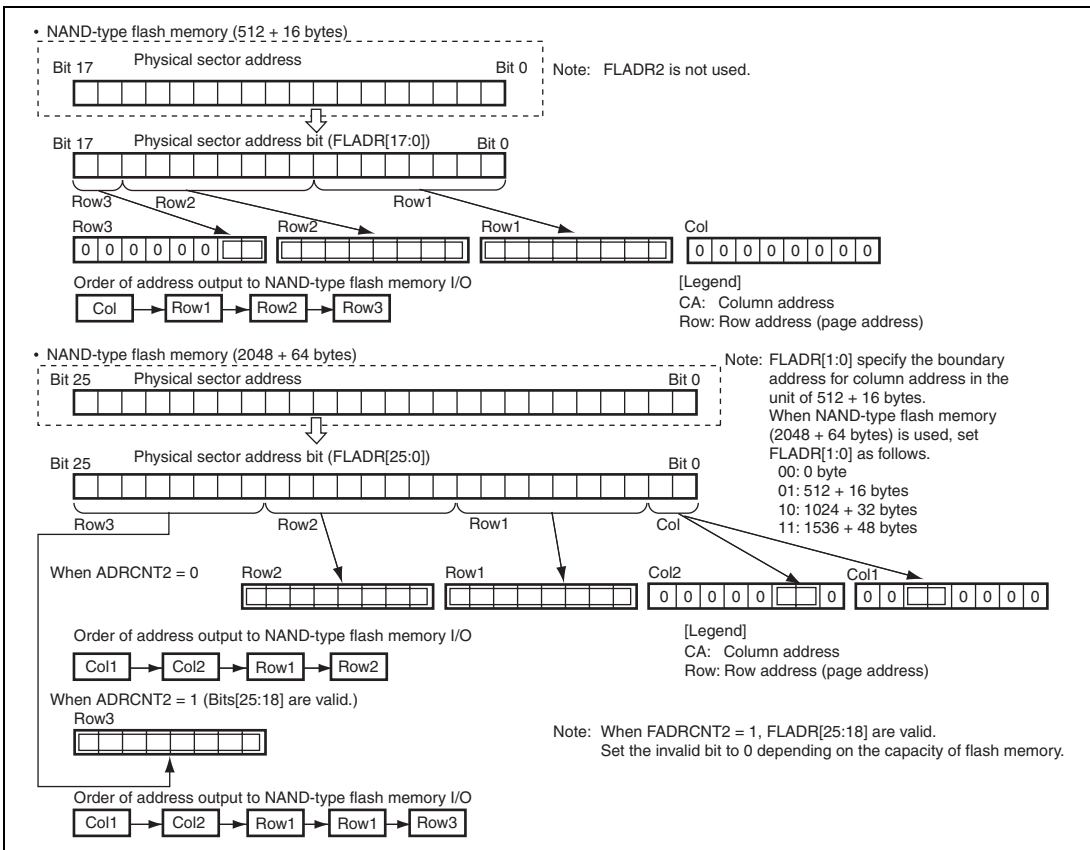 • NAND-type flash memory (512 + 16 bytes)
Bit 17 Physical sector address Bit 0
Note: FLADR2 is not used.
Bit 17 Physical sector address bit (FLADR[17:0]) Bit 0
Row3 Row2 Row1
Row3 Row2 Row1 Col
0 0 0 0 0 0 0 0 0 0 0 0 0 0
Order of address output to NAND-type flash memory I/O
Col Row1 Row2 Row3
[Legend]
CA: Column address
Row: Row address (page address)
• NAND-type flash memory (2048 + 64 bytes)
Bit 25 Physical sector address Bit 0
Note: FLADR[1:0] specify the boundary
address for column address in the
unit of 512 + 16 bytes.
When NAND-type flash memory
(2048 + 64 bytes) is used, set
FLADR[1:0] as follows.
00: 0 byte
01: 512 + 16 bytes
10: 1024 + 32 bytes
11: 1536 + 48 bytes
Bit 25 Physical sector address bit (FLADR[25:0]) Bit 0
Row3 Row2 Row1 Col
When ADRCNT2 = 0
Row2 Row1 Col2 Col1
0 0 0 0 0 0 0 0 0 0 0 0
Order of address output to NAND-type flash memory I/O
Col1 Col2 Row1 Row2
[Legend]
CA: Column address
Row: Row address (page address)
When ADRCNT2 = 1 (Bits[25:18] are valid.)
Row3
Note: When FADRCNT2 = 1, FLADR[25:18] are valid.
Set the invalid bit to 0 depending on the capacity of flash memory.
Order of address output to NAND-type flash memory I/O
Col1 Col2 Row1 Row1 Row3